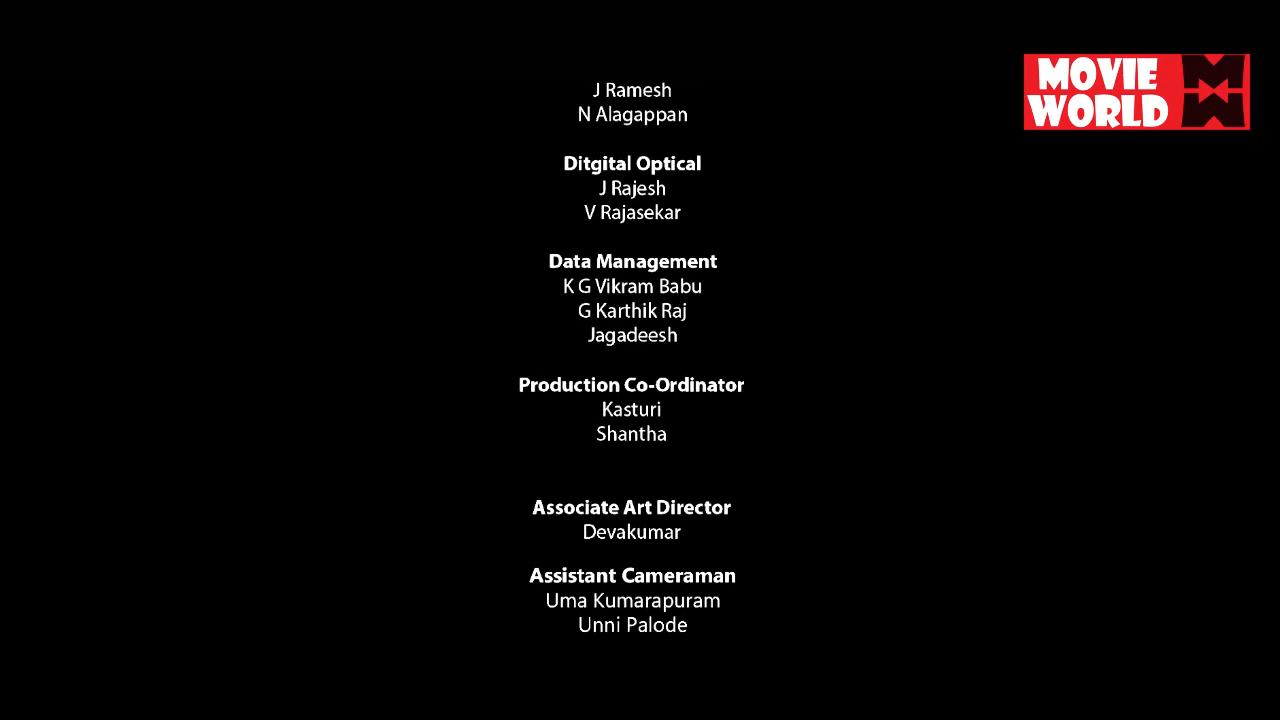 J Ramesh
N Alagappan
Ditgital Optical
J Rajesh
V Rajasekar
Data Management
K G Vikram Babu
G Karthik Raj
Jagadeesh
Production Co-Ordinator
Kasturi
Shantha
Associate Art Director
Devakumar
Assistant Cameraman
Uma Kumarapuram
Unni Palode
MOVIE
WORLD